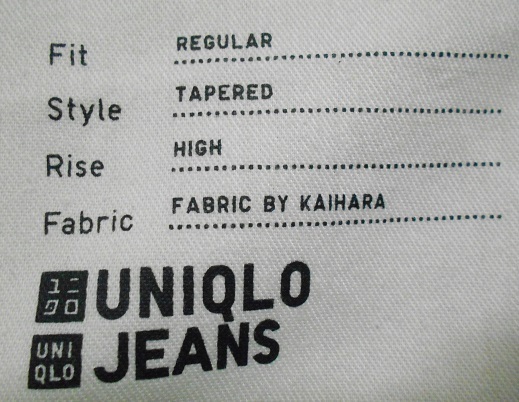 Fit REGULAR
Style TAPERED
Rise HIGH
Fabric FABRIC BY KAIHARA
ユニ
クロ
UNIQLO
UNI
QLO
JEANS